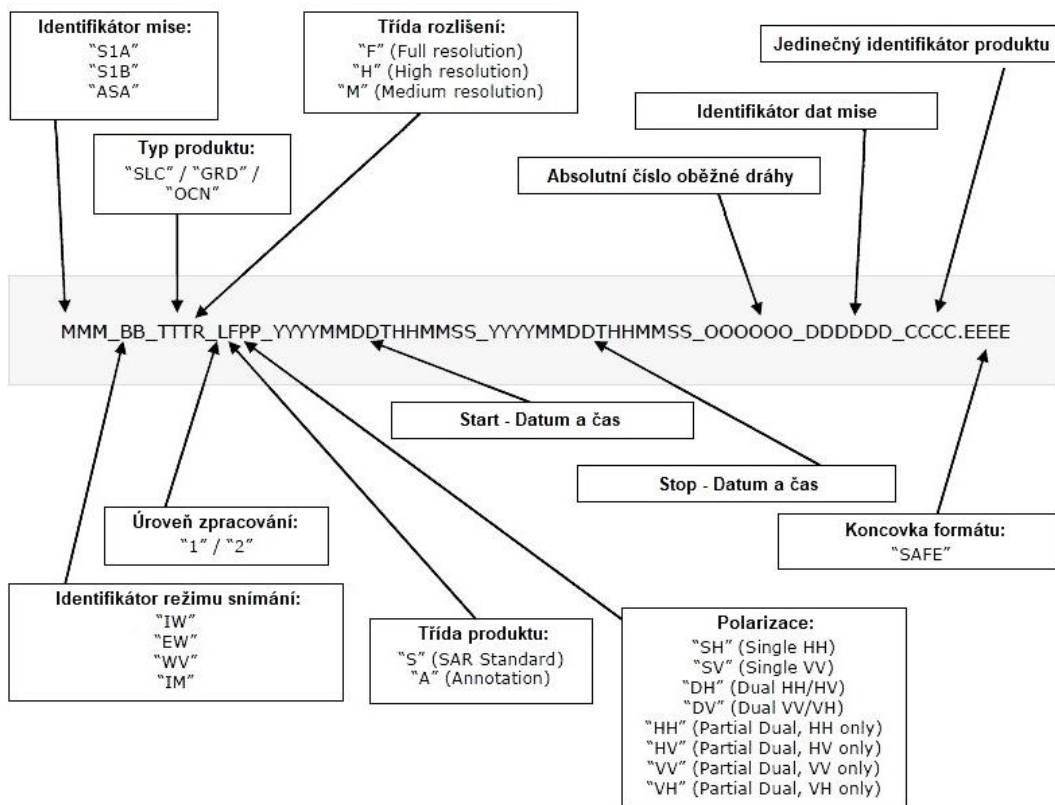 Identifikátor mise:
“S1A”
“S1B”
“ASA”
Třída rozlišení:
“F” (Full resolution)
“H” (High resolution)
“M” (Medium resolution)
Jedinečný identifikátor produktu
Identifikátor dat mise
Typ produktu:
“SLC” / “GRD” /
“OCN”
Absolutní číslo oběžné dráhy
MMM_BB_TTTR_LFPP_YYYYMMDDTHHMMSS_YYYYMMDDTHHMMSS_OOOOOO_DDDDDD_CCCC.EEEE
Start - Datum a čas
Stop - Datum a čas
Úroveň zpracování:
“1” / “2”
Koncovka formátu:
“SAFE”
Identifikátor režimu snímání:
“IW”
“EW”
“WV”
“IM”
Třída produktu:
“S” (SAR Standard)
“A” (Annotation)
Polarizace:
“SH” (Single HH)
“SV” (Single VV)
“DH” (Dual HH/HV)
“DV” (Dual VV/VH)
“HH” (Partial Dual, HH only)
“HV” (Partial Dual, HV only)
“VV” (Partial Dual, VV only)
“VH” (Partial Dual, VH only)